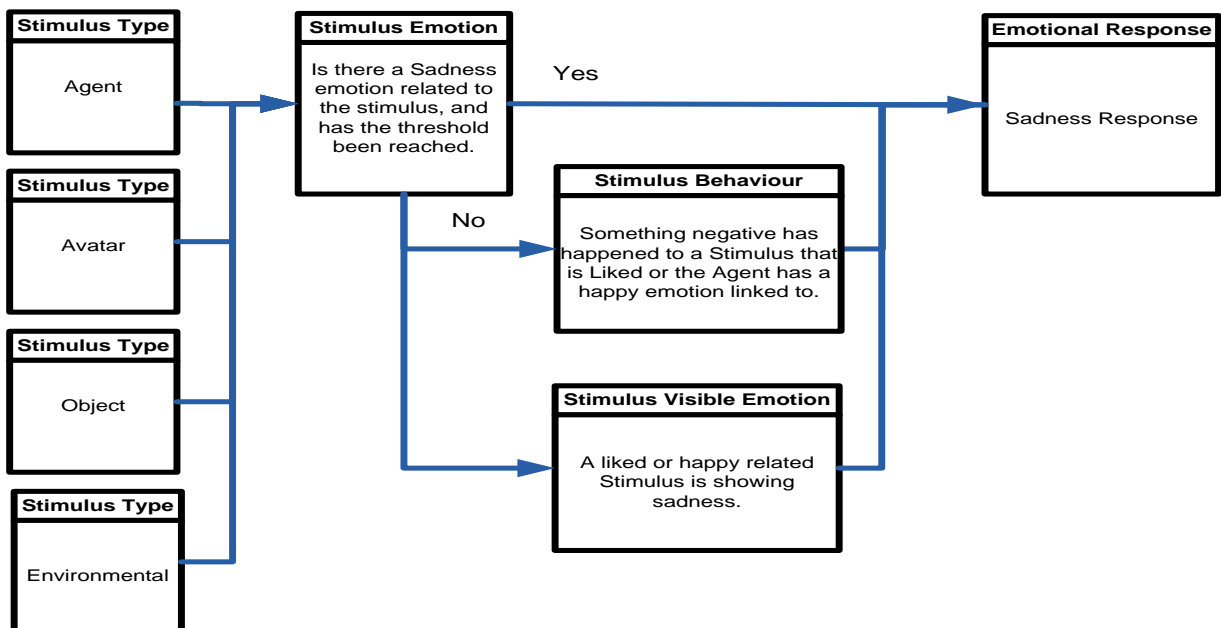 Stimulus Type
Agent
Stimulus Type
Avatar
Stimulus Type
Object
Stimulus Type
Environmental
Stimulus Emotion
Is there a Sadness
emotion related to
the stimulus, and
has the threshold
been reached.
Yes
No
Stimulus Behaviour
Something negative has
happened to a Stimulus that
is Liked or the Agent has a
happy emotion linked to.
Stimulus Visible Emotion
A liked or happy related
Stimulus is showing
sadness.
Emotional Response
Sadness Response